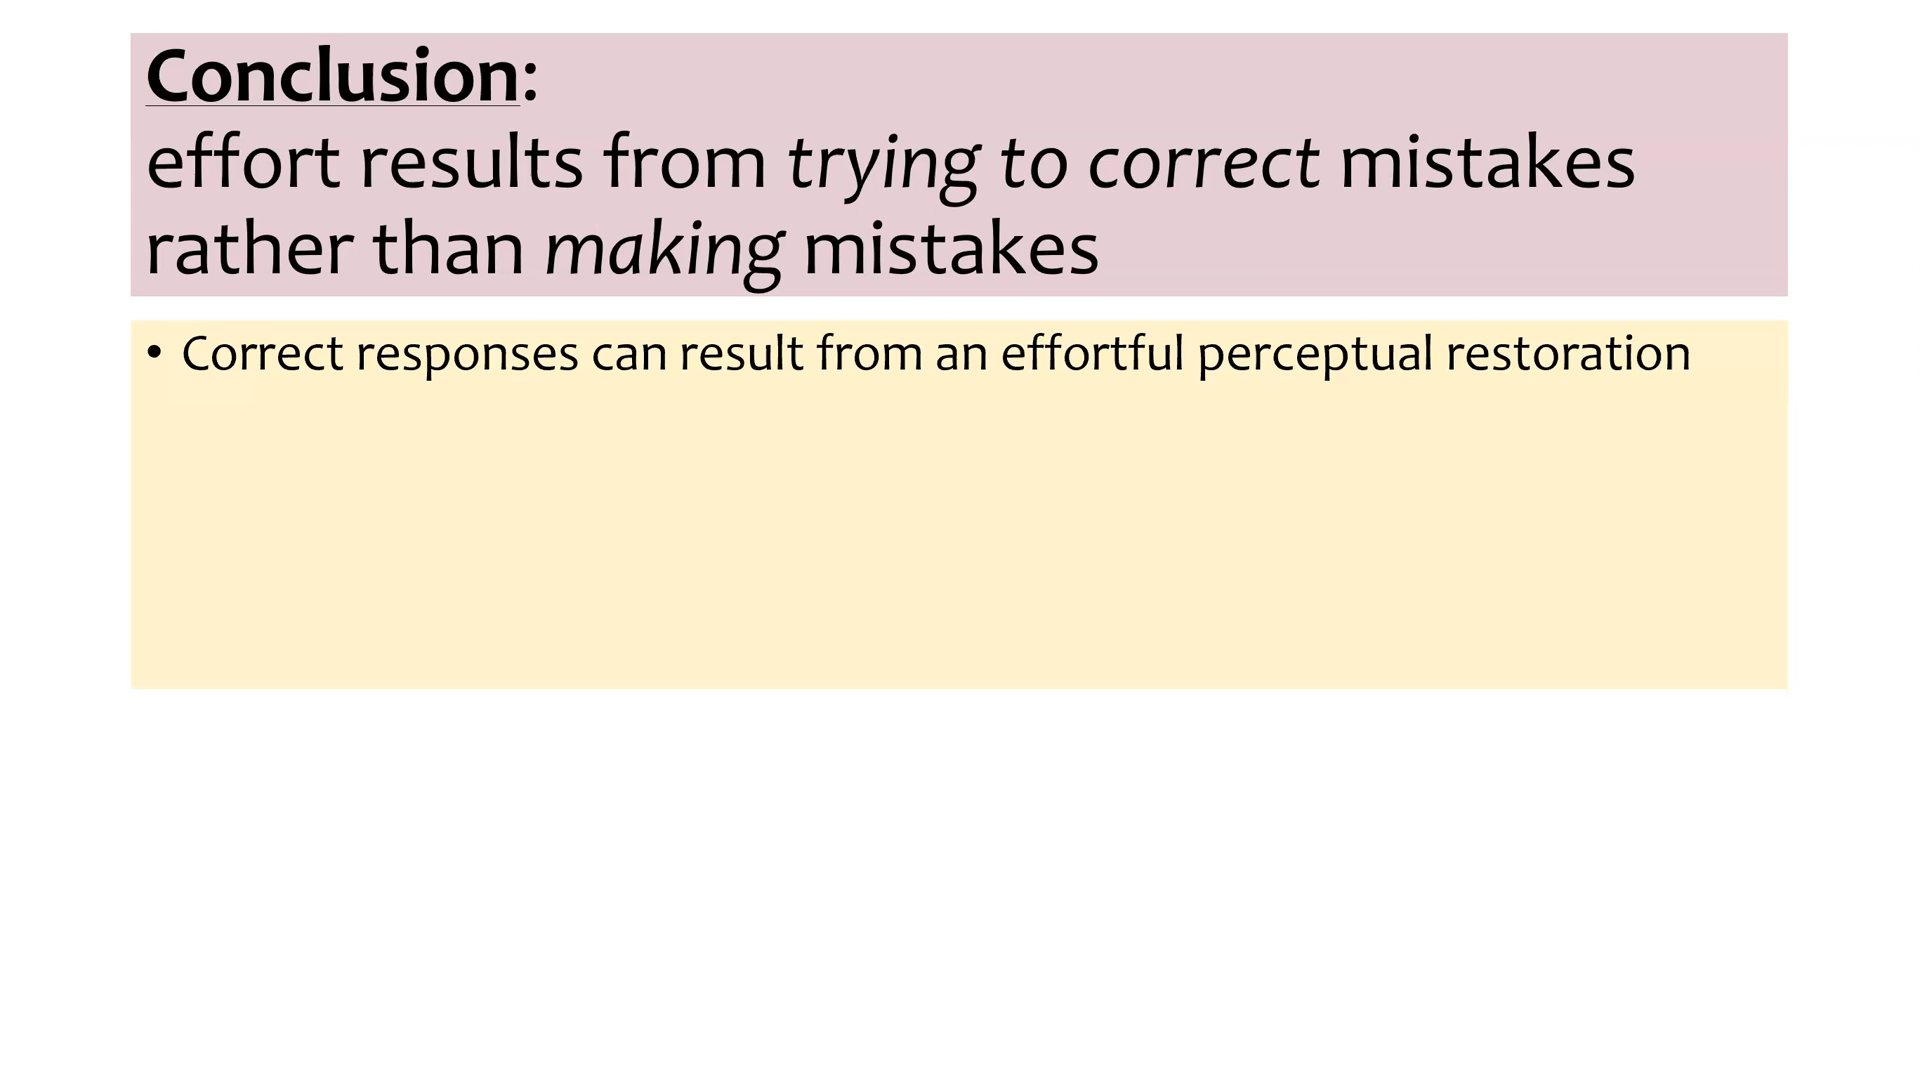 Conclusion:
effort results from trying to correct mistakes
rather than making mistakes
• Correct responses can result from an effortful perceptual restoration